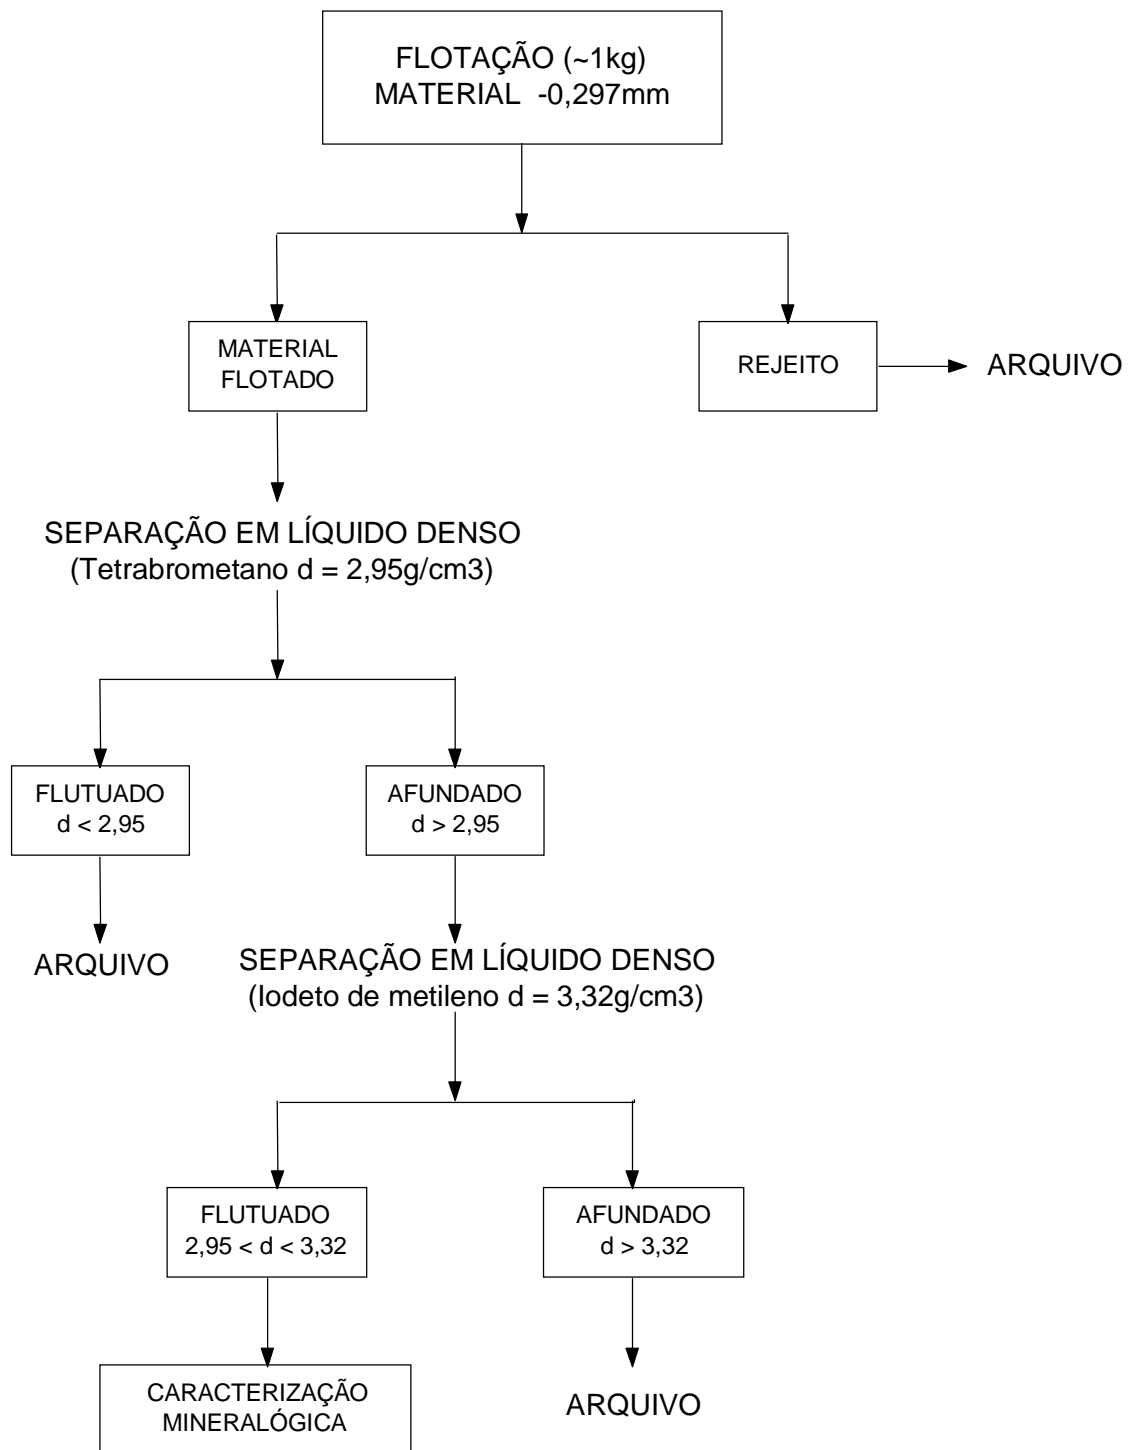 FLOTAÇÃO (~1kg)
MATERIAL -0,297mm
MATERIAL
FLOTADO
REJEITO
ARQUIVO
SEPARAÇÃO EM LÍQUIDO DENSO
(Tetrabrometano d = 2,95g/cm3)
FLUTUADO
d < 2,95
AFUNDADO
d > 2,95
ARQUIVO
SEPARAÇÃO EM LÍQUIDO DENSO
(Iodeto de metileno d = 3,32g/cm3)
FLUTUADO
2,95 < d < 3,32
AFUNDADO
d > 3,32
CARACTERIZAÇÃO
MINERALÓGICA
ARQUIVO